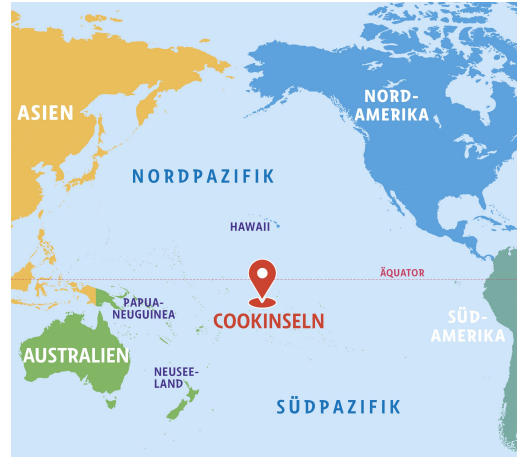 NORD-
AMERIKA
ASIEN
NORDPAZIFIK
HAWAII
ÄQUATOR
PAPUA-
NEUGUINEA
COOKINSELN
SÜD-
AMERIKA
AUSTRALIEN
NEUSEE-
LAND
SÜDPAZIFIK